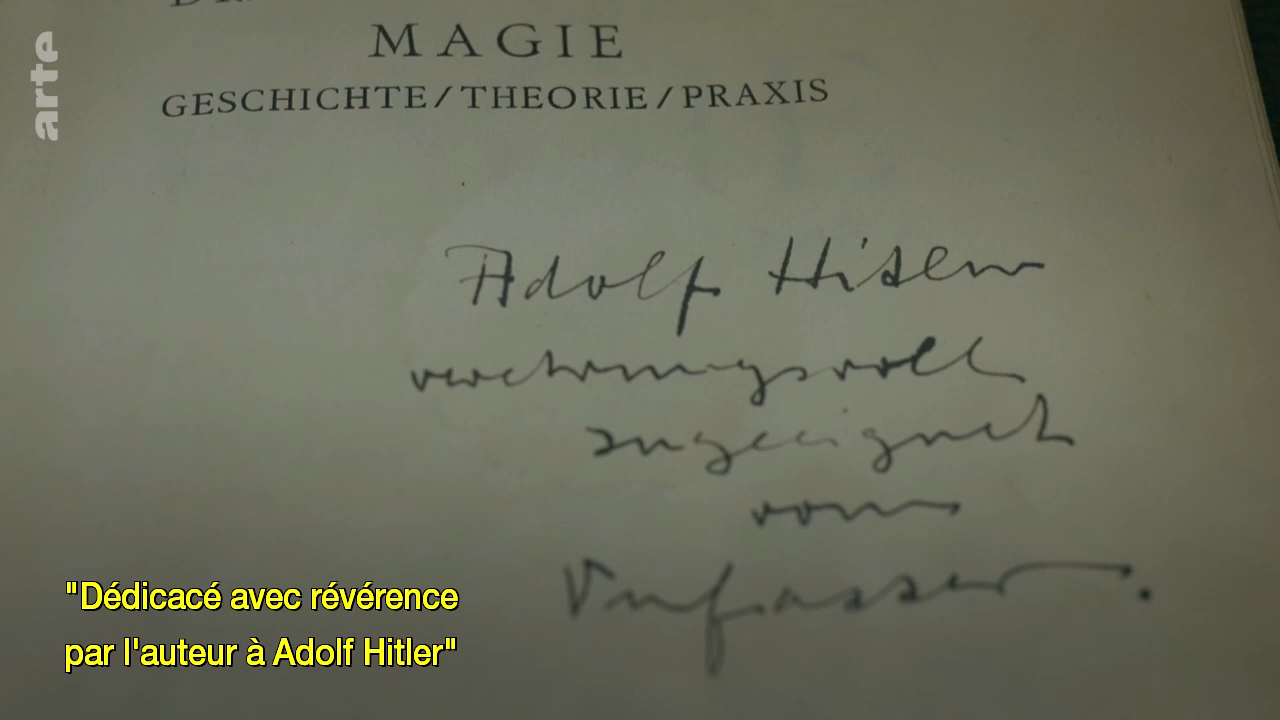 MAGIE
GESCHICHTE/THEORIE/PRAXIS
Adolf Hitler
verehrungsvoll
zugeeignet
vom
Verfasser.
"Dédicacé avec révérence
par l'auteur à Adolf Hitler"
arte